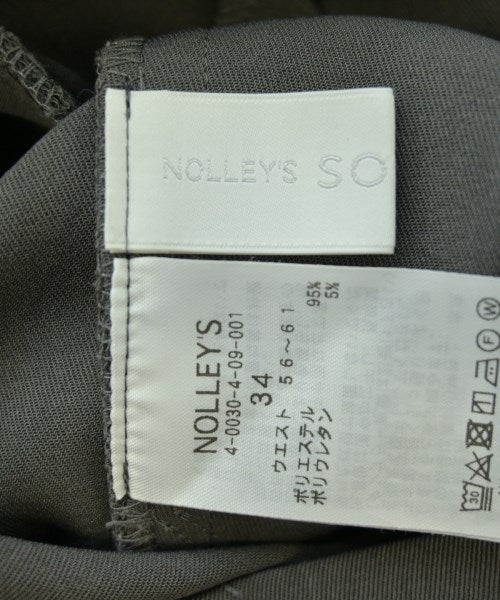 NOLLEY'S SO
NOLLEY'S
4-0030-4-09-001
34
ウエスト 56～61
ポリエステル 95%
ポリウレタン 5%
30
F
W